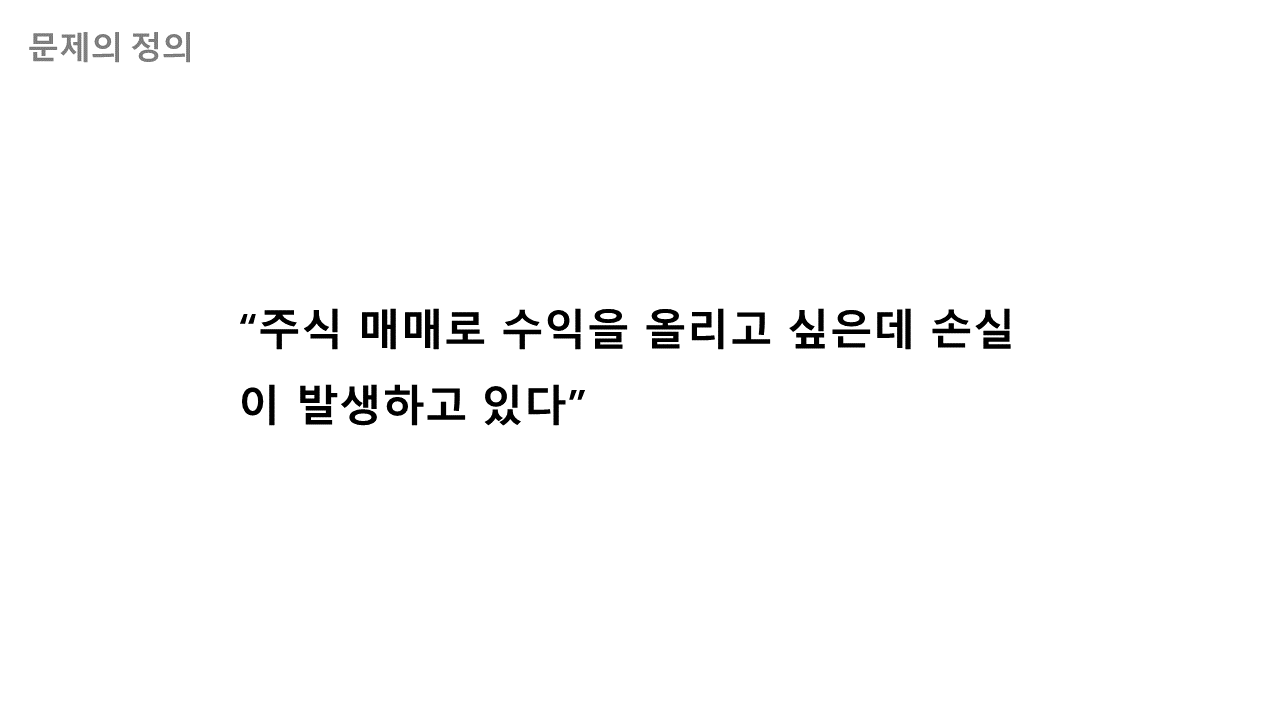 문제의 정의
“주식 매매로 수익을 올리고 싶은데 손실
이 발생하고 있다”